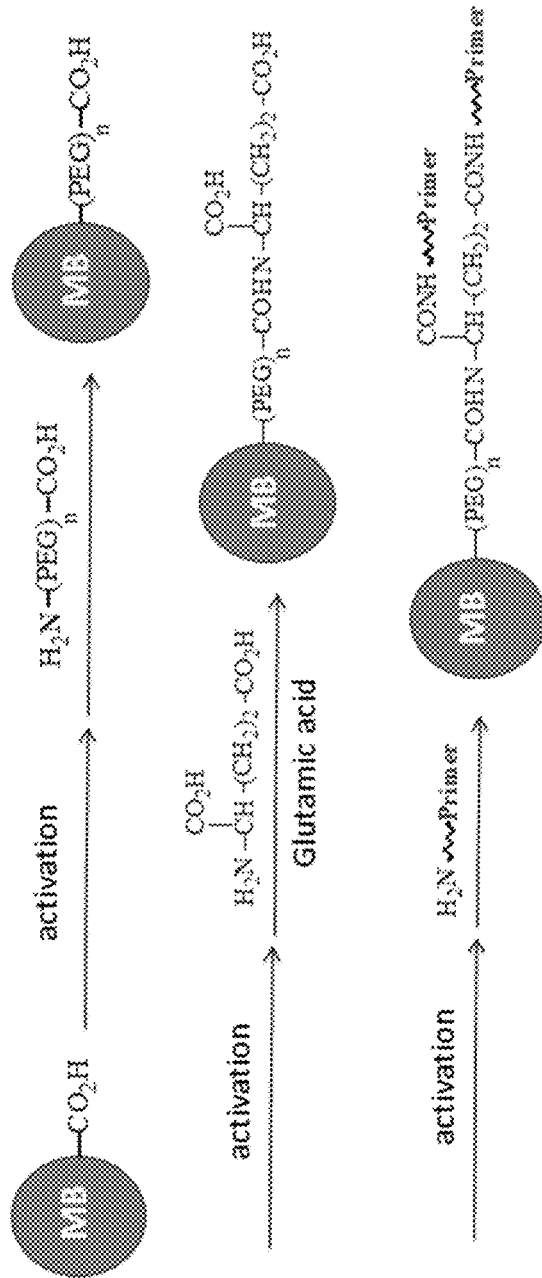 MB -CO2H
activation
H2N-(PEG)n-CO2H
MB -(PEG)n-CO2H
activation
CO2H
H2N-CH-(CH2)2-CO2H
Glutamic acid
CO2H
MB -(PEG)n-COHN-CH-(CH2)2-CO2H
activation
H2N Primer
CONH Primer
MB -(PEG)n-COHN-CH-(CH2)2-CONH Primer